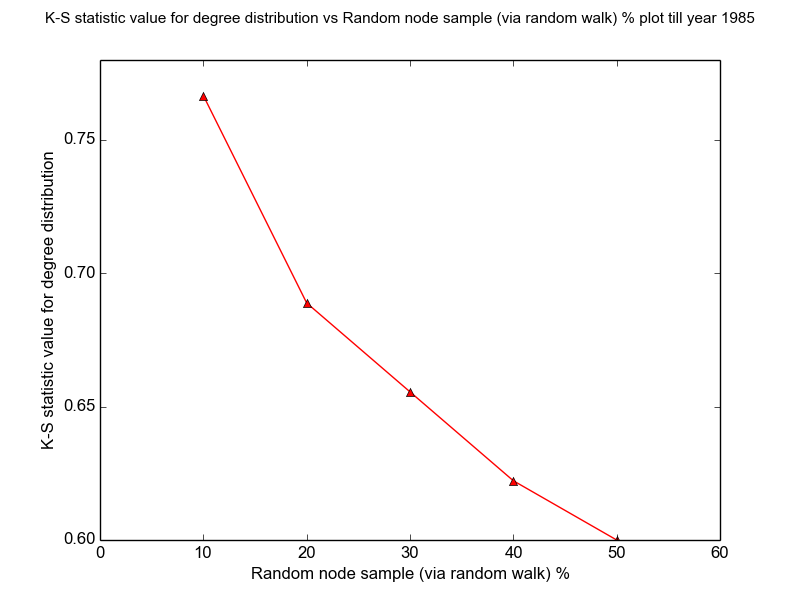 K-S statistic value for degree distribution vs Random node sample (via random walk) % plot till year 1985
K-S statistic value for degree distribution
0.75
0.70
0.65
0.60
0 10 20 30 40 50 60
Random node sample (via random walk) %